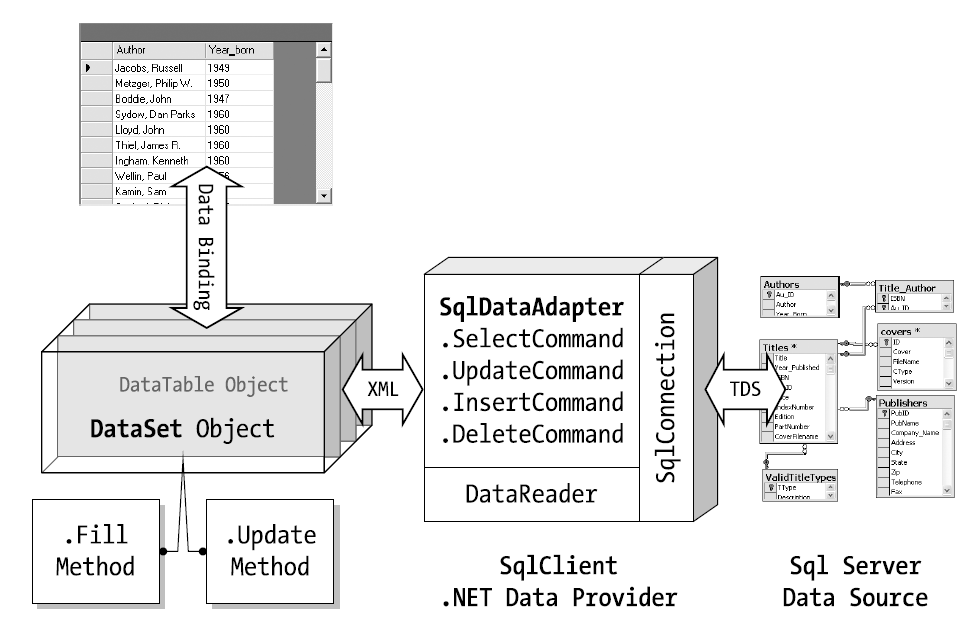 Author Year_born
Jacobs, Russell 1949
Metzger, Philip W. 1950
Boddie, John 1947
Sydow, Dan Parks 1960
Lloyd, John 1960
Thiel, James R. 1960
Ingham, Kenneth 1960
Wellin, Paul
Kamin, Sam
Data Binding
DataTable Object
DataSet Object
.Fill
Method
.Update
Method
XML
SqlDataAdapter
.SelectCommand
.UpdateCommand
.InsertCommand
.DeleteCommand
DataReader
SqlConnection
SqlClient
.NET Data Provider
TDS
Authors
Au_ID
Author
Year_Born
Title_Author
ISBN
Au_ID
covers *
ID
Cover
FileName
CType
Version
Titles *
Title
Year_Published
IndexNumber
Edition
PartNumber
CoverFilename
Publishers
PubID
PubName
Company_Name
Address
City
State
Zip
Telephone
Fax
ValidTitleTypes
TType
Description
Sql Server
Data Source